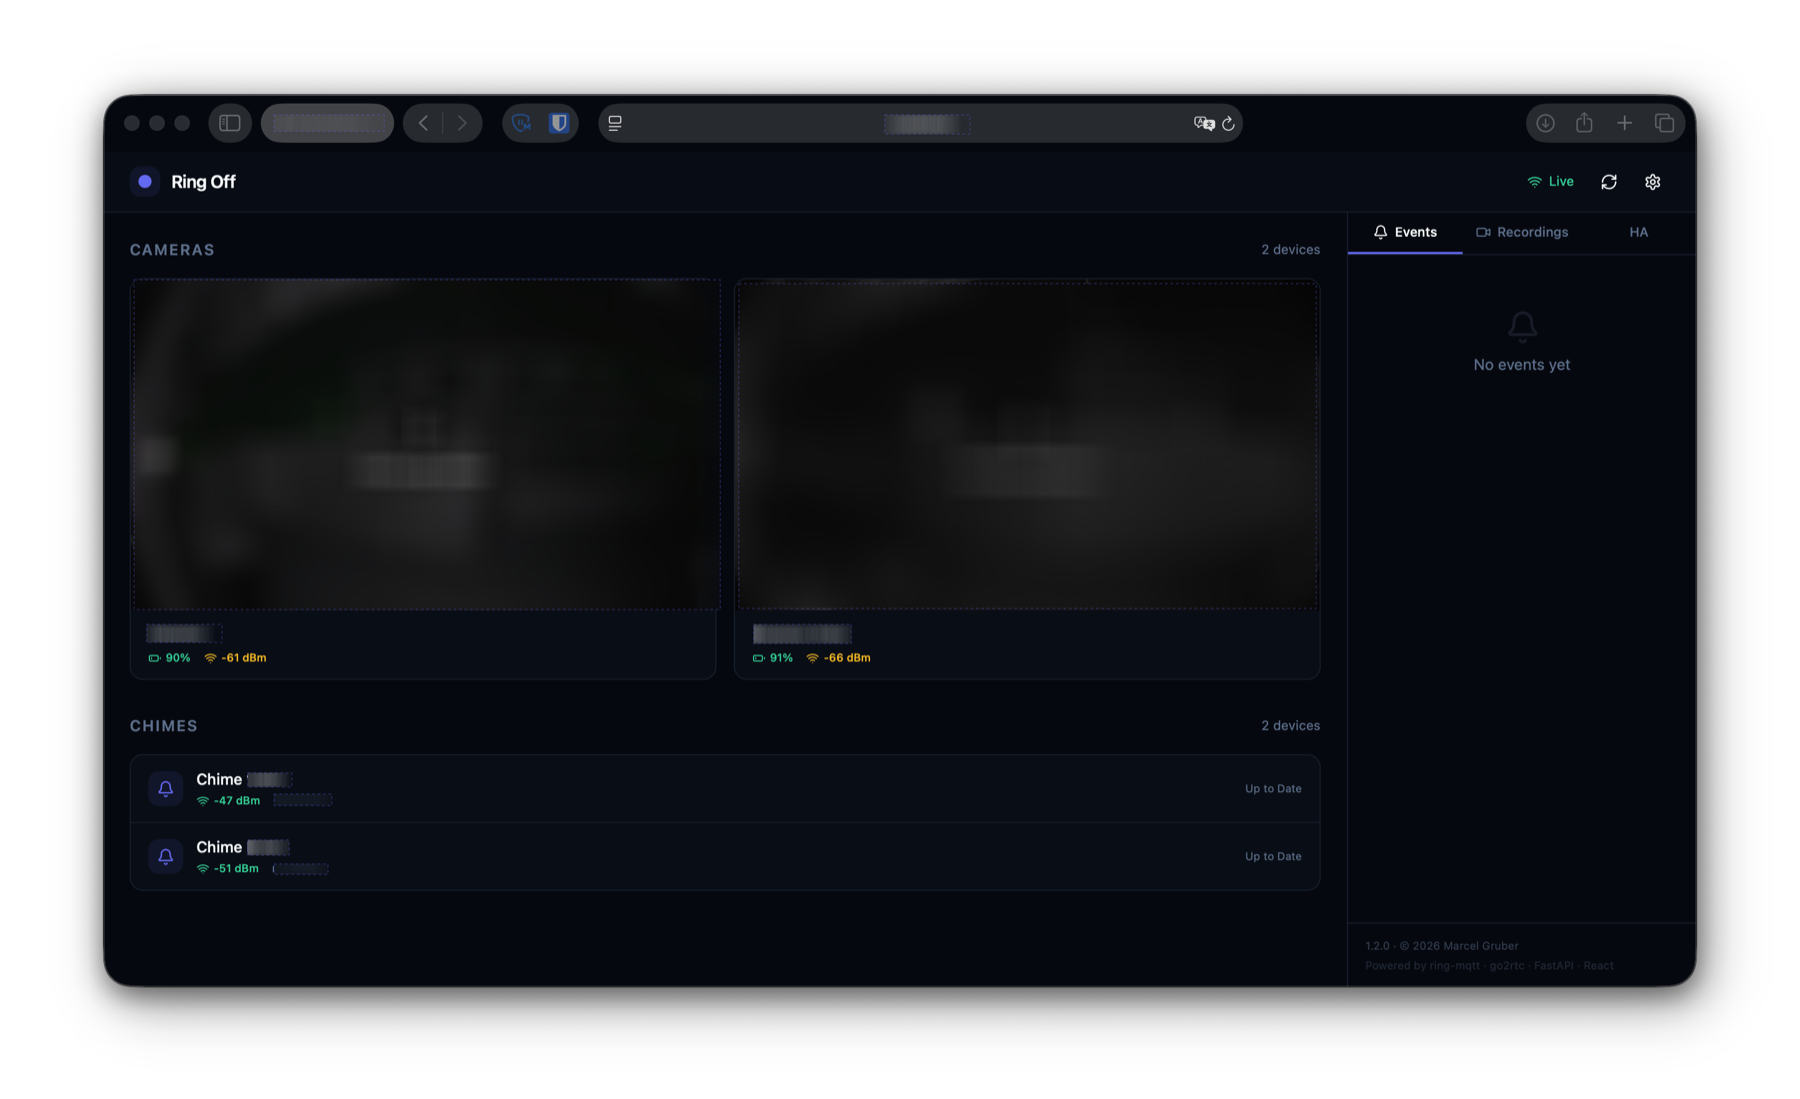 Ring Off
Live
CAMERAS
2 devices
90% -61 dBm
91% -66 dBm
CHIMES
2 devices
Chime
-47 dBm
Up to Date
Chime
-51 dBm
Up to Date
Events Recordings HA
No events yet
1.2.0 · © 2026 Marcel Gruber
Powered by ring-mqtt · go2rtc · FastAPI · React